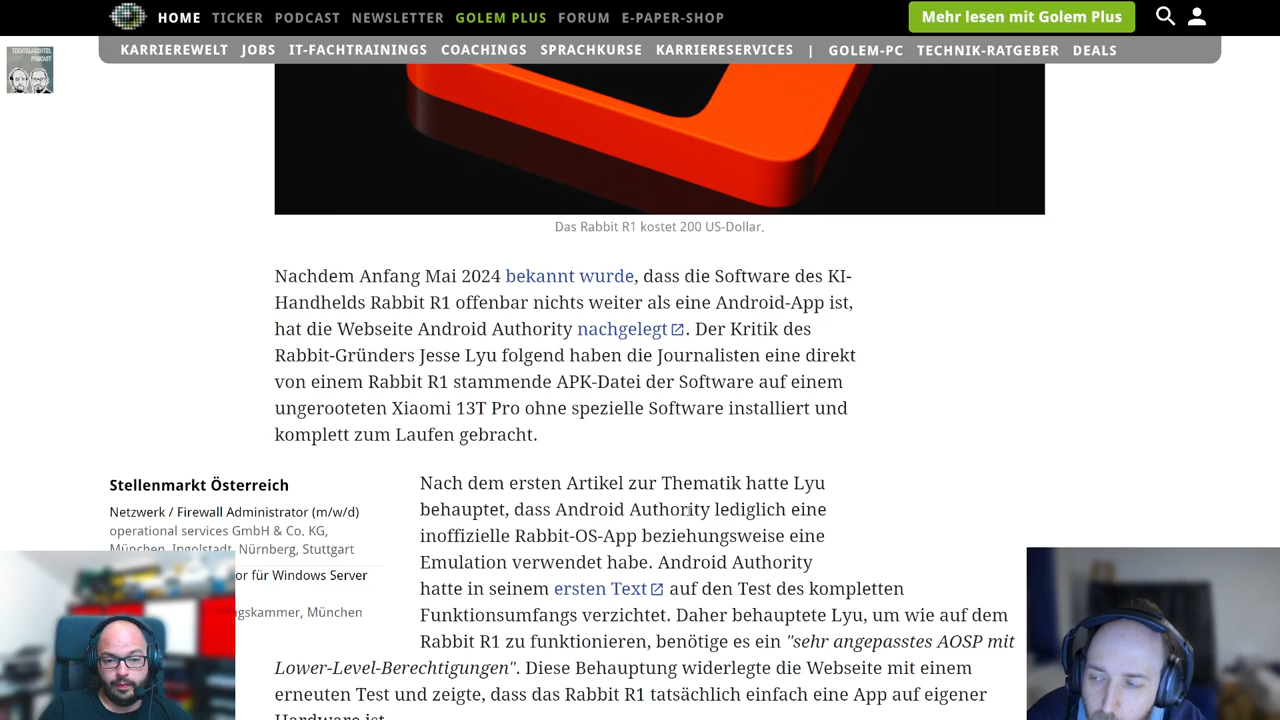 HOME TICKER PODCAST NEWSLETTER GOLEM PLUS FORUM E-PAPER-SHOP
Mehr lesen mit Golem Plus
KARRIEREWELT JOBS IT-FACHTRAININGS COACHINGS SPRACHKURSE KARRIERESERVICES | GOLEM-PC TECHNIK-RATGEBER DEALS
PODCAST
Das Rabbit R1 kostet 200 US-Dollar.
Nachdem Anfang Mai 2024 bekannt wurde, dass die Software des KI-
Handhelds Rabbit R1 offenbar nichts weiter als eine Android-App ist,
hat die Webseite Android Authority nachgelegt. Der Kritik des
Rabbit-Gründers Jesse Lyu folgend haben die Journalisten eine direkt
von einem Rabbit R1 stammende APK-Datei der Software auf einem
ungerooteten Xiaomi 13T Pro ohne spezielle Software installiert und
komplett zum Laufen gebracht.
Stellenmarkt Österreich
Netzwerk / Firewall Administrator (m/w/d)
operational services GmbH & Co. KG,
München, Ingolstadt, Nürnberg, Stuttgart
or für Windows Server
ngskammer, München
Nach dem ersten Artikel zur Thematik hatte Lyu
behauptet, dass Android Authority lediglich eine
inoffizielle Rabbit-OS-App beziehungsweise eine
Emulation verwendet habe. Android Authority
hatte in seinem ersten Text auf den Test des kompletten
Funktionsumfangs verzichtet. Daher behauptete Lyu, um wie auf dem
Rabbit R1 zu funktionieren, benötige es ein "sehr angepasstes AOSP mit
Lower-Level-Berechtigungen". Diese Behauptung widerlegte die Webseite mit einem
erneuten Test und zeigte, dass das Rabbit R1 tatsächlich einfach eine App auf eigener
Hardware ist.